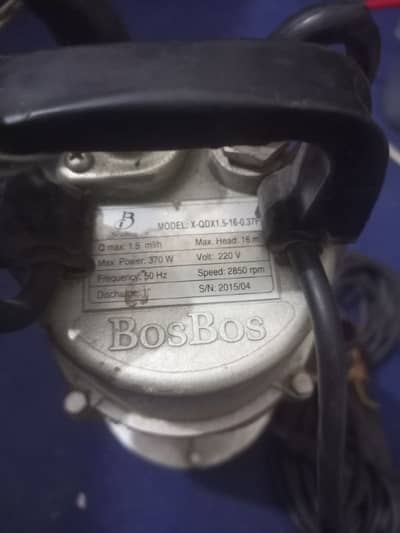 MODEL: X-QDX1.5-16-0.37F
Q max: 1.5 m³/h Max. Head: 16 m
Max. Power: 370 W Volt: 220 V
Frequency: 50 Hz Speed: 2850 rpm
Discharge: S/N. 2015/04
BosBos